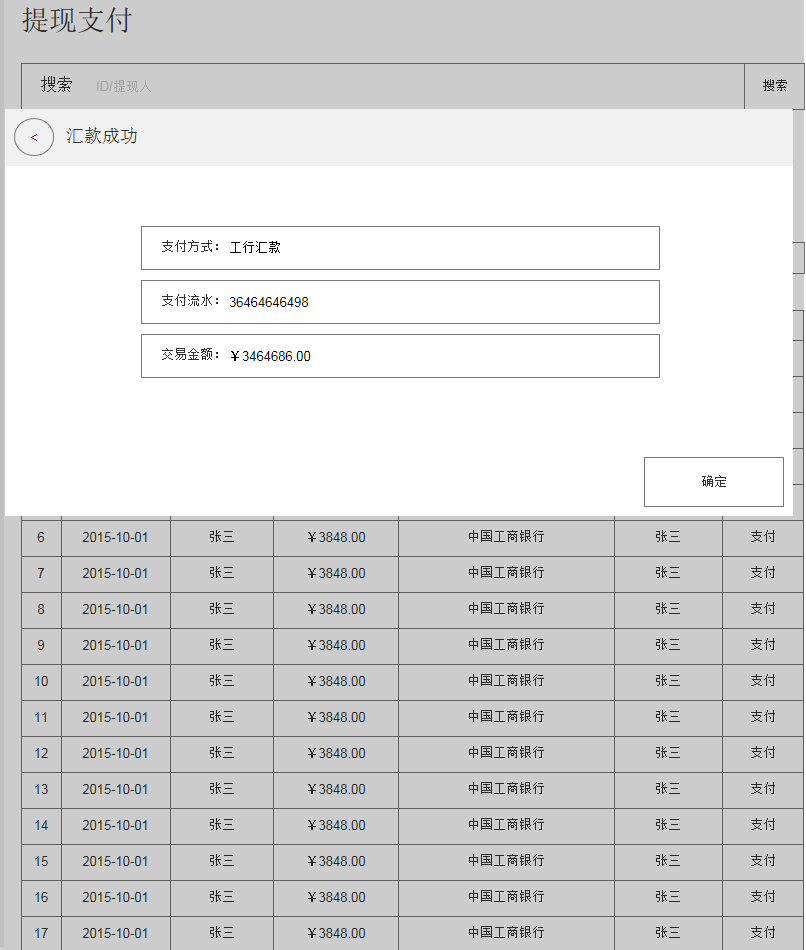 提现支付
搜索 ID/提现人 搜索
< 汇款成功
支付方式： 工行汇款
支付流水： 36464646498
交易金额： ￥3464686.00
确定
6 2015-10-01 张三 ￥3848.00 中国工商银行 张三 支付
7 2015-10-01 张三 ￥3848.00 中国工商银行 张三 支付
8 2015-10-01 张三 ￥3848.00 中国工商银行 张三 支付
9 2015-10-01 张三 ￥3848.00 中国工商银行 张三 支付
10 2015-10-01 张三 ￥3848.00 中国工商银行 张三 支付
11 2015-10-01 张三 ￥3848.00 中国工商银行 张三 支付
12 2015-10-01 张三 ￥3848.00 中国工商银行 张三 支付
13 2015-10-01 张三 ￥3848.00 中国工商银行 张三 支付
14 2015-10-01 张三 ￥3848.00 中国工商银行 张三 支付
15 2015-10-01 张三 ￥3848.00 中国工商银行 张三 支付
16 2015-10-01 张三 ￥3848.00 中国工商银行 张三 支付
17 2015-10-01 张三 ￥3848.00 中国工商银行 张三 支付